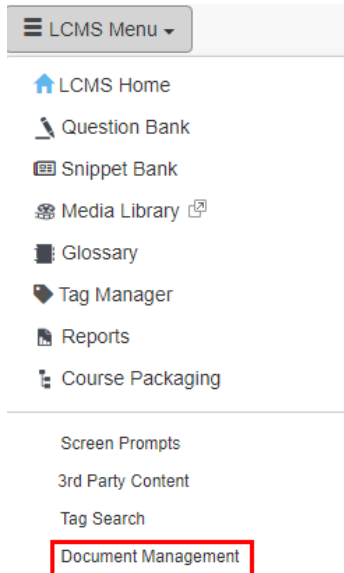 LCMS Menu
LCMS Home
Question Bank
Snippet Bank
Media Library
Glossary
Tag Manager
Reports
Course Packaging
Screen Prompts
3rd Party Content
Tag Search
Document Management